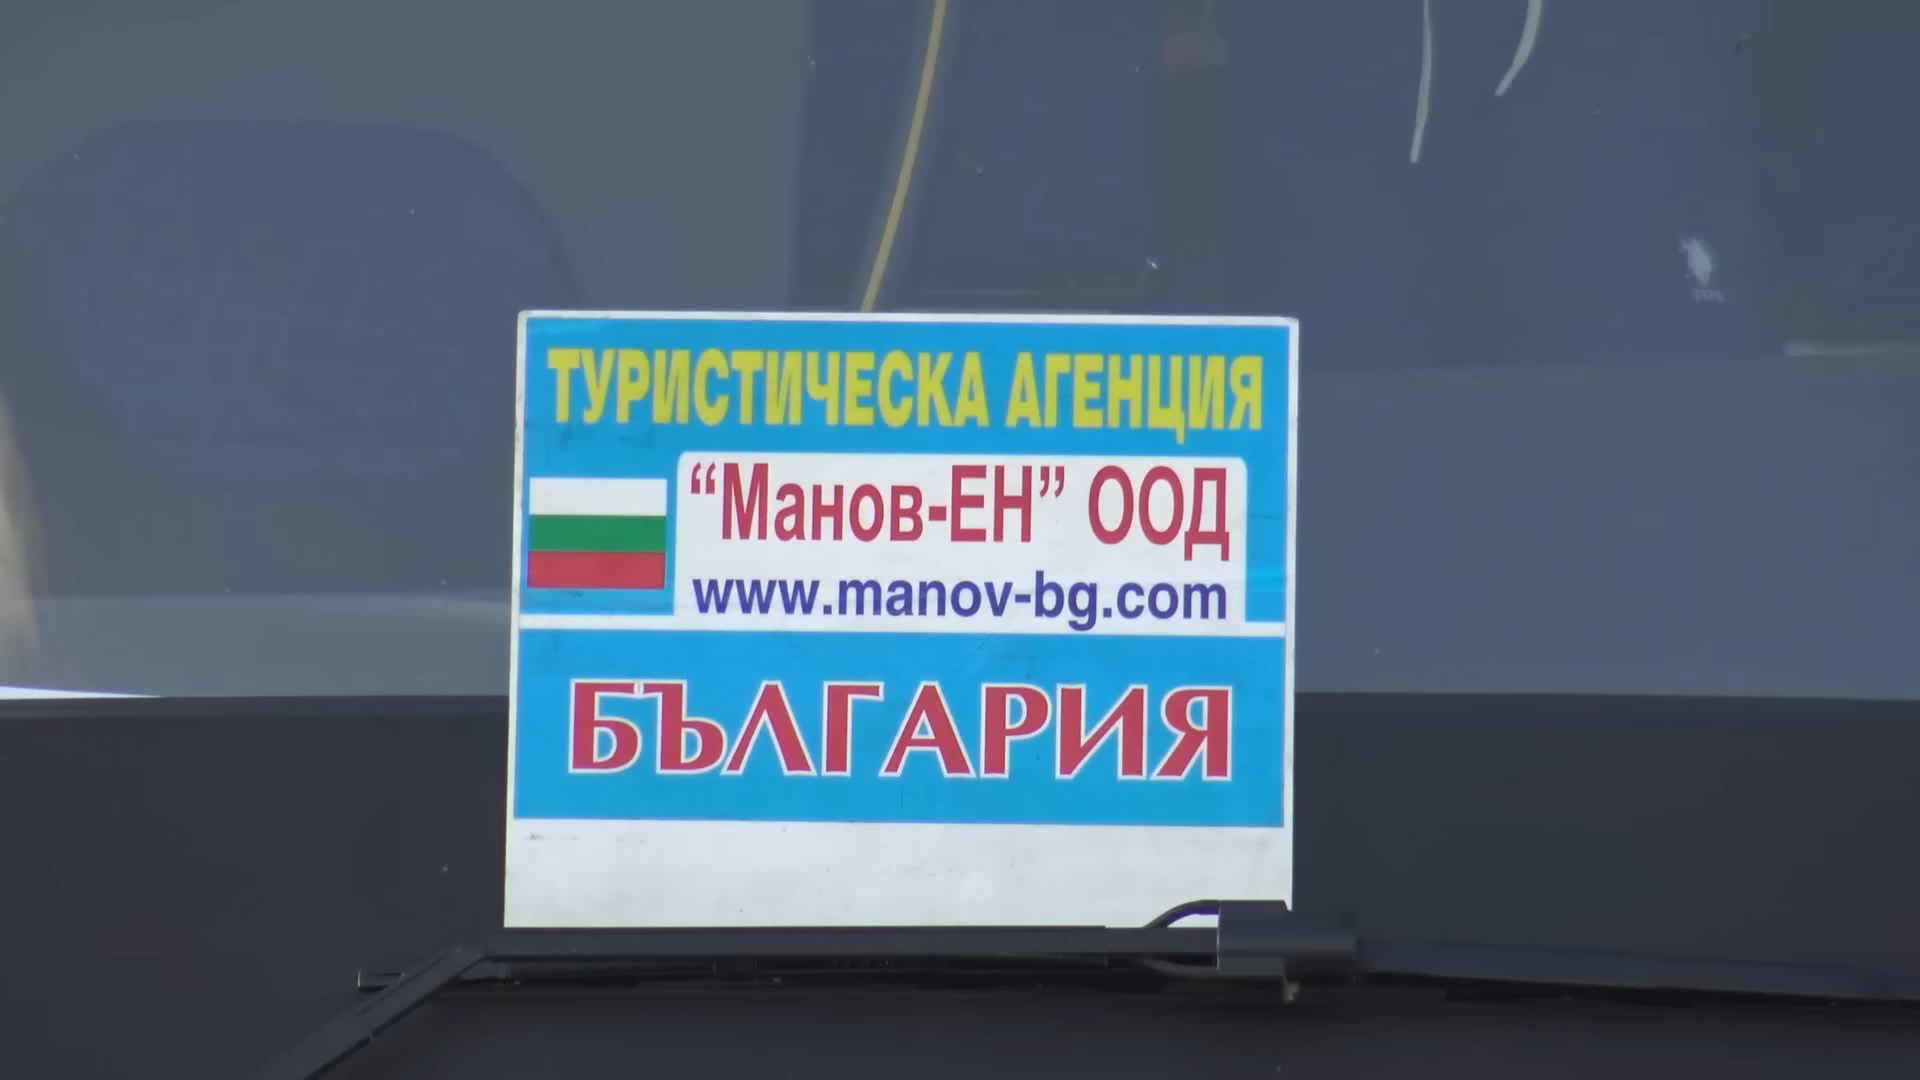 ТУРИСТИЧЕСКА АГЕНЦИЯ
“Манов-ЕН” ООД
www.manov-bg.com
БЪЛГАРИЯ